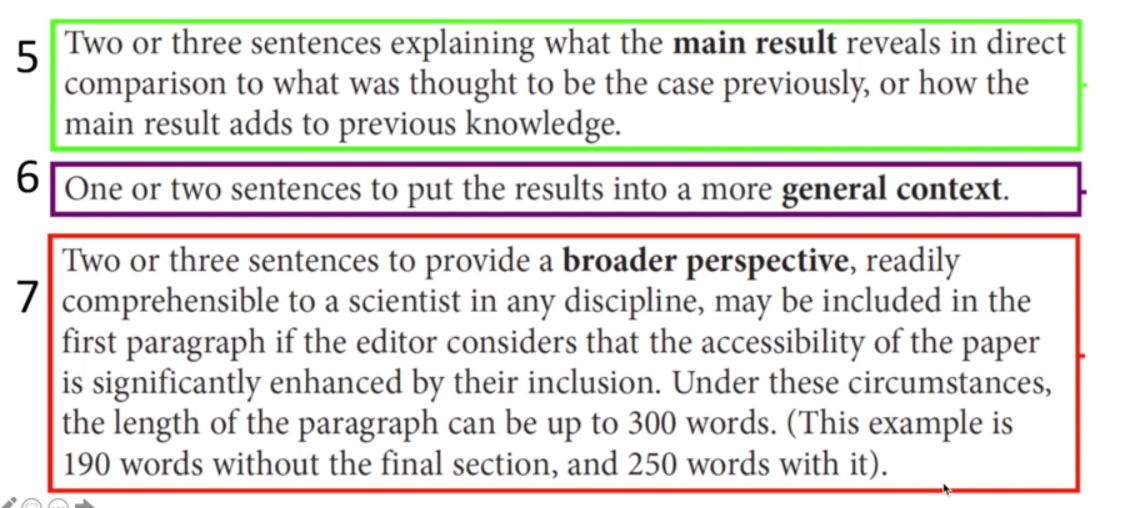 5
Two or three sentences explaining what the main result reveals in direct
comparison to what was thought to be the case previously, or how the
main result adds to previous knowledge.
6
One or two sentences to put the results into a more general context.
7
Two or three sentences to provide a broader perspective, readily
comprehensible to a scientist in any discipline, may be included in the
first paragraph if the editor considers that the accessibility of the paper
is significantly enhanced by their inclusion. Under these circumstances,
the length of the paragraph can be up to 300 words. (This example is
190 words without the final section, and 250 words with it).